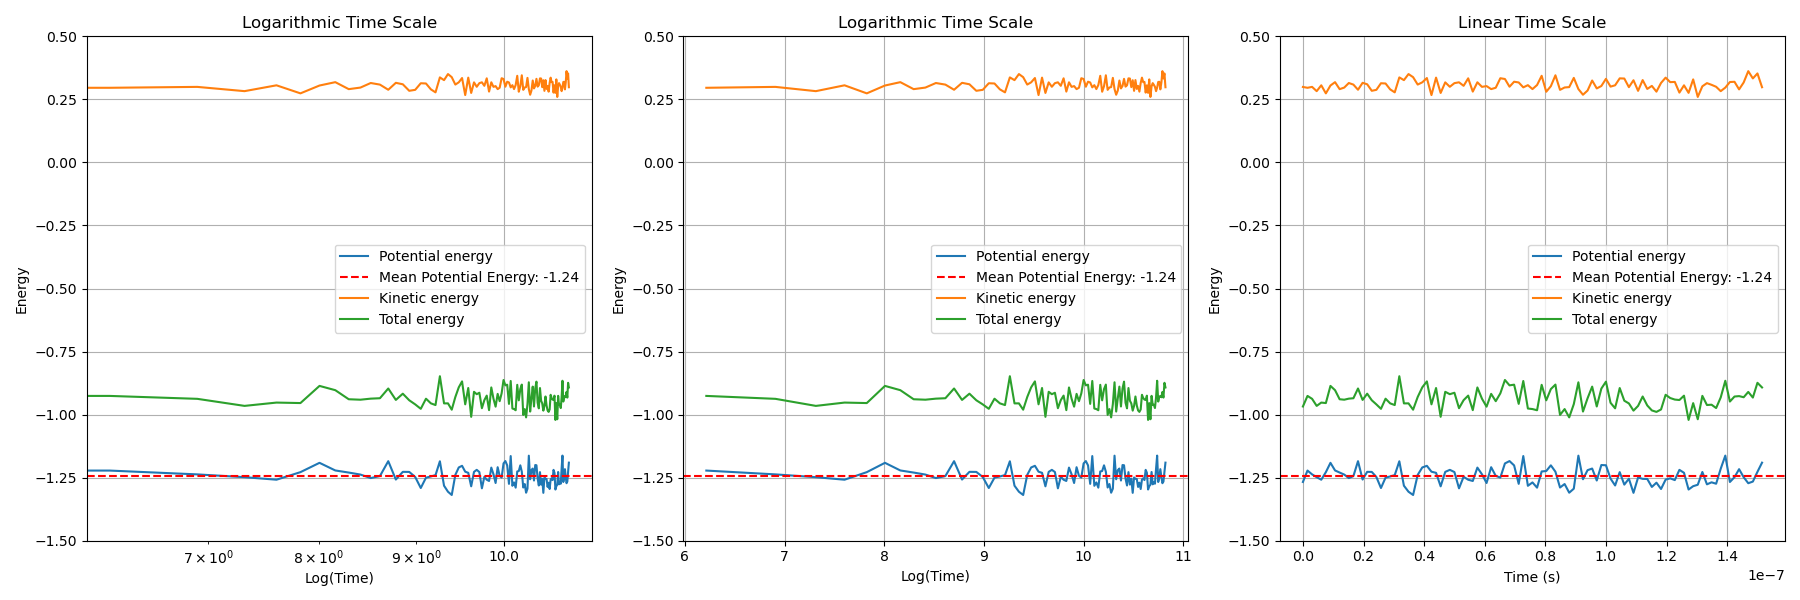 Logarithmic Time Scale
0.50
0.25
0.00
−0.25
−0.50
−0.75
−1.00
−1.25
−1.50
Energy
Potential energy
Mean Potential Energy: -1.24
Kinetic energy
Total energy
7 × 10⁰ 8 × 10⁰ 9 × 10⁰ 10.0
Log(Time)
Logarithmic Time Scale
0.50
0.25
0.00
−0.25
−0.50
−0.75
−1.00
−1.25
−1.50
Energy
Potential energy
Mean Potential Energy: -1.24
Kinetic energy
Total energy
6 7 8 9 10 11
Log(Time)
Linear Time Scale
0.50
0.25
0.00
−0.25
−0.50
−0.75
−1.00
−1.25
−1.50
Energy
Potential energy
Mean Potential Energy: -1.24
Kinetic energy
Total energy
0.0 0.2 0.4 0.6 0.8 1.0 1.2 1.4
1e−7
Time (s)